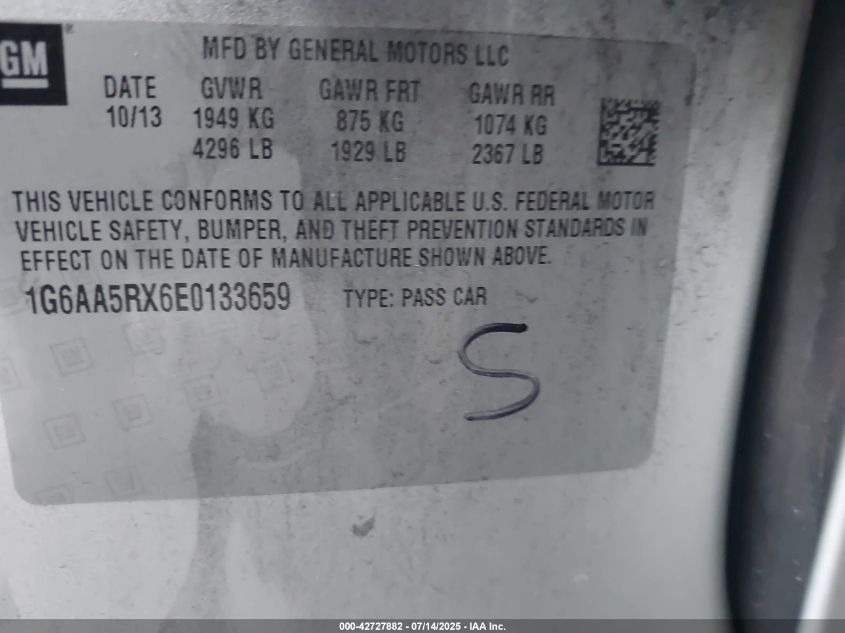 GM
MFD BY GENERAL MOTORS LLC
DATE GVWR GAWR FRT GAWR RR
10/13 1949 KG 875 KG 1074 KG
4296 LB 1929 LB 2367 LB
THIS VEHICLE CONFORMS TO ALL APPLICABLE U.S. FEDERAL MOTOR
VEHICLE SAFETY, BUMPER, AND THEFT PREVENTION STANDARDS IN
EFFECT ON THE DATE OF MANUFACTURE SHOWN ABOVE.
1G6AA5RX6E0133659 TYPE: PASS CAR
S
000-42727882 - 07/14/2025 - IAA Inc.